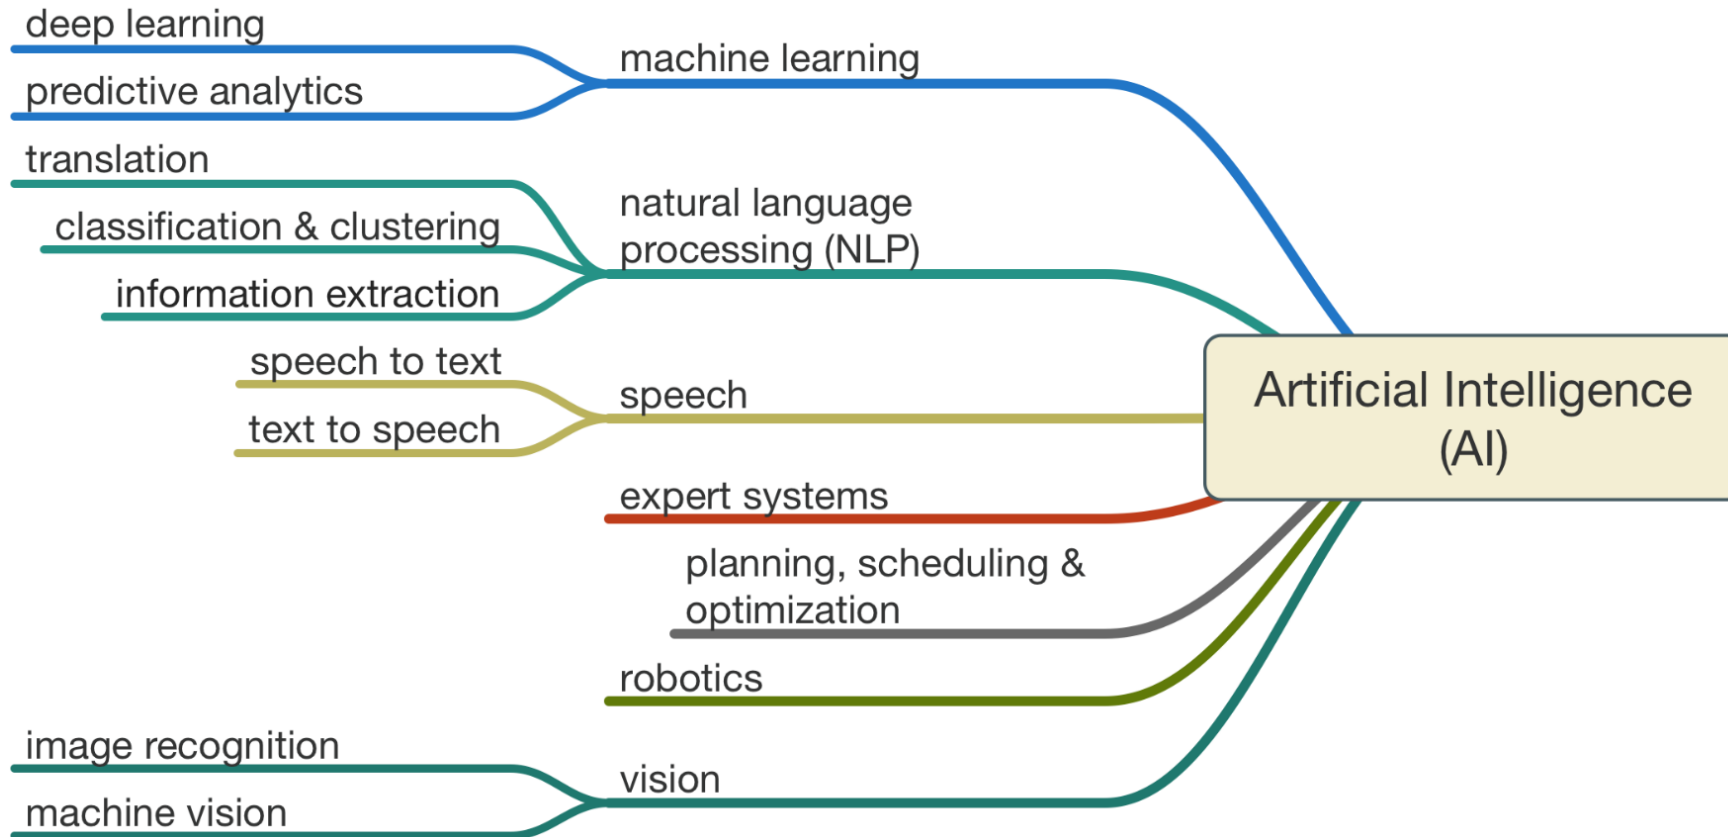 deep learning
predictive analytics
machine learning
translation
classification & clustering
information extraction
natural language
processing (NLP)
speech to text
text to speech
speech
expert systems
planning, scheduling &
optimization
robotics
image recognition
machine vision
vision
Artificial Intelligence
(AI)